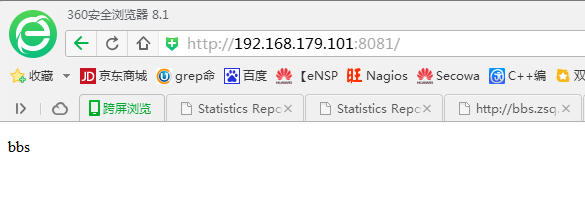 360安全浏览器 8.1
http://192.168.179.101:8081/
收藏 京东商城 grep命 百度 【eNSP 旺 Nagios Secowa C++编
跨屏浏览 Statistics Repo Statistics Repo http://bbs.zsq.
bbs